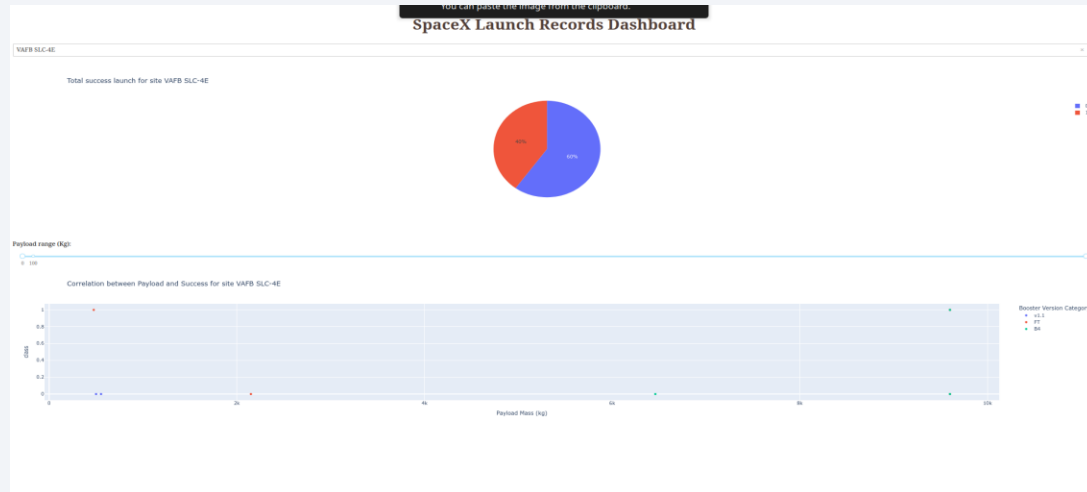 You can paste the image from the clipboard.
SpaceX Launch Records Dashboard
VAFB SLC-4E
Total success launch for site VAFB SLC-4E
40%
60%
Payload range (Kg):
0 100
Correlation between Payload and Success for site VAFB SLC-4E
Booster Version Categor
v1.1
FT
B4
1
0.8
0.6
0.4
0.2
0
class
0 2k 4k 6k 8k 10k
Payload Mass (kg)